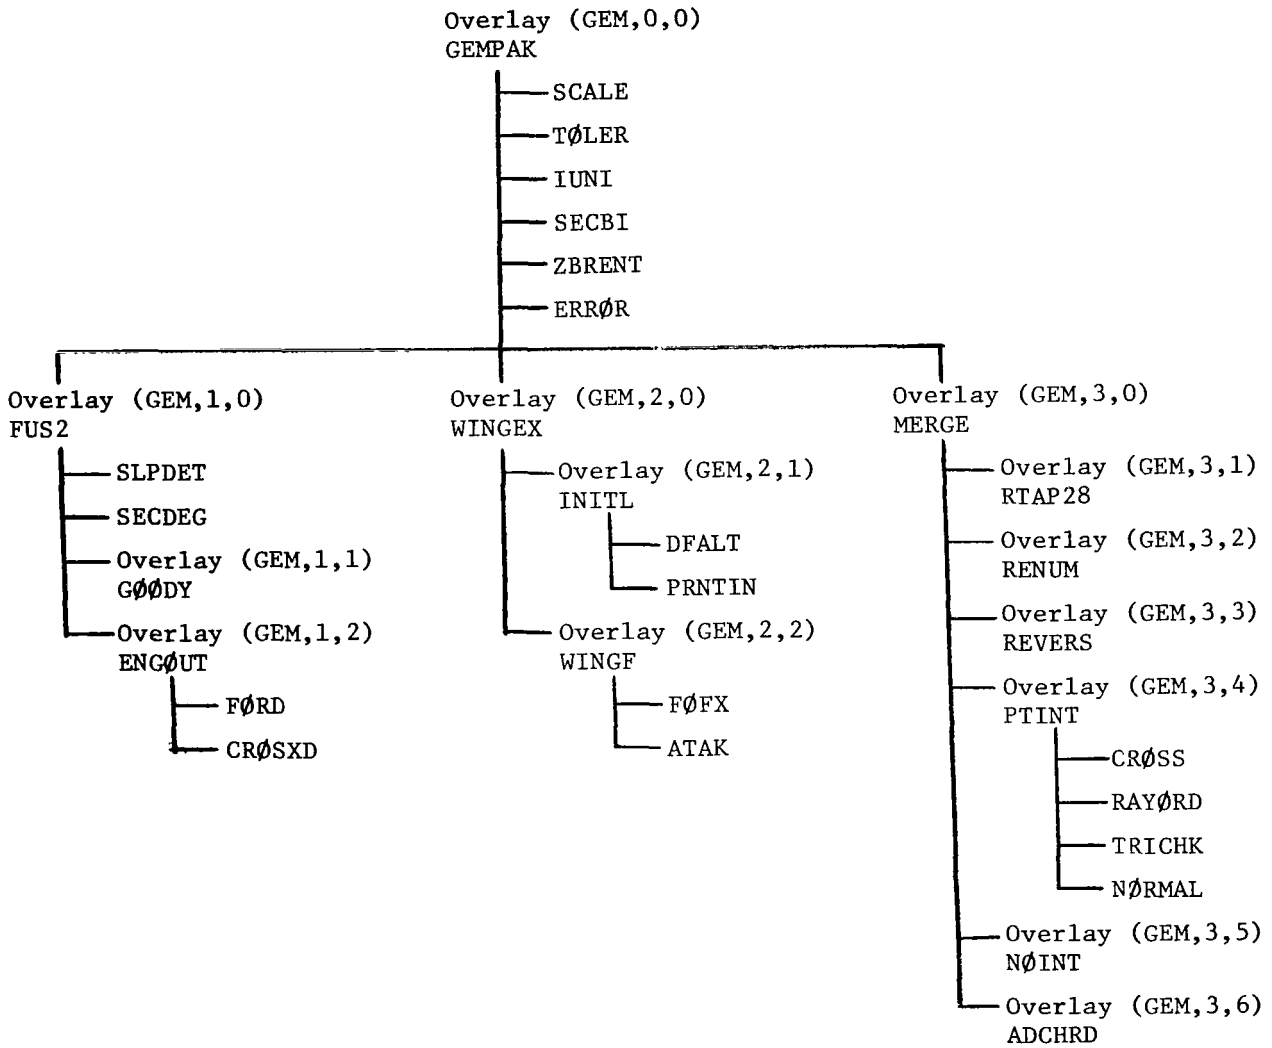 Overlay (GEM,0,0)
GEMPAK
SCALE
TØLER
IUNI
SECBI
ZBRENT
ERRØR
Overlay (GEM,1,0)
FUS2
SLPDET
SECDEG
Overlay (GEM,1,1)
GØØDY
Overlay (GEM,1,2)
ENGØUT
FØRD
CRØSXD
Overlay (GEM,2,0)
WINGEX
Overlay (GEM,2,1)
INITL
DFALT
PRNTIN
Overlay (GEM,2,2)
WINGF
FØFX
ATAK
Overlay (GEM,3,0)
MERGE
Overlay (GEM,3,1)
RTAP28
Overlay (GEM,3,2)
RENUM
Overlay (GEM,3,3)
REVERS
Overlay (GEM,3,4)
PTINT
CRØSS
RAYØRD
TRICHK
NØRMAL
Overlay (GEM,3,5)
NØINT
Overlay (GEM,3,6)
ADCHRD